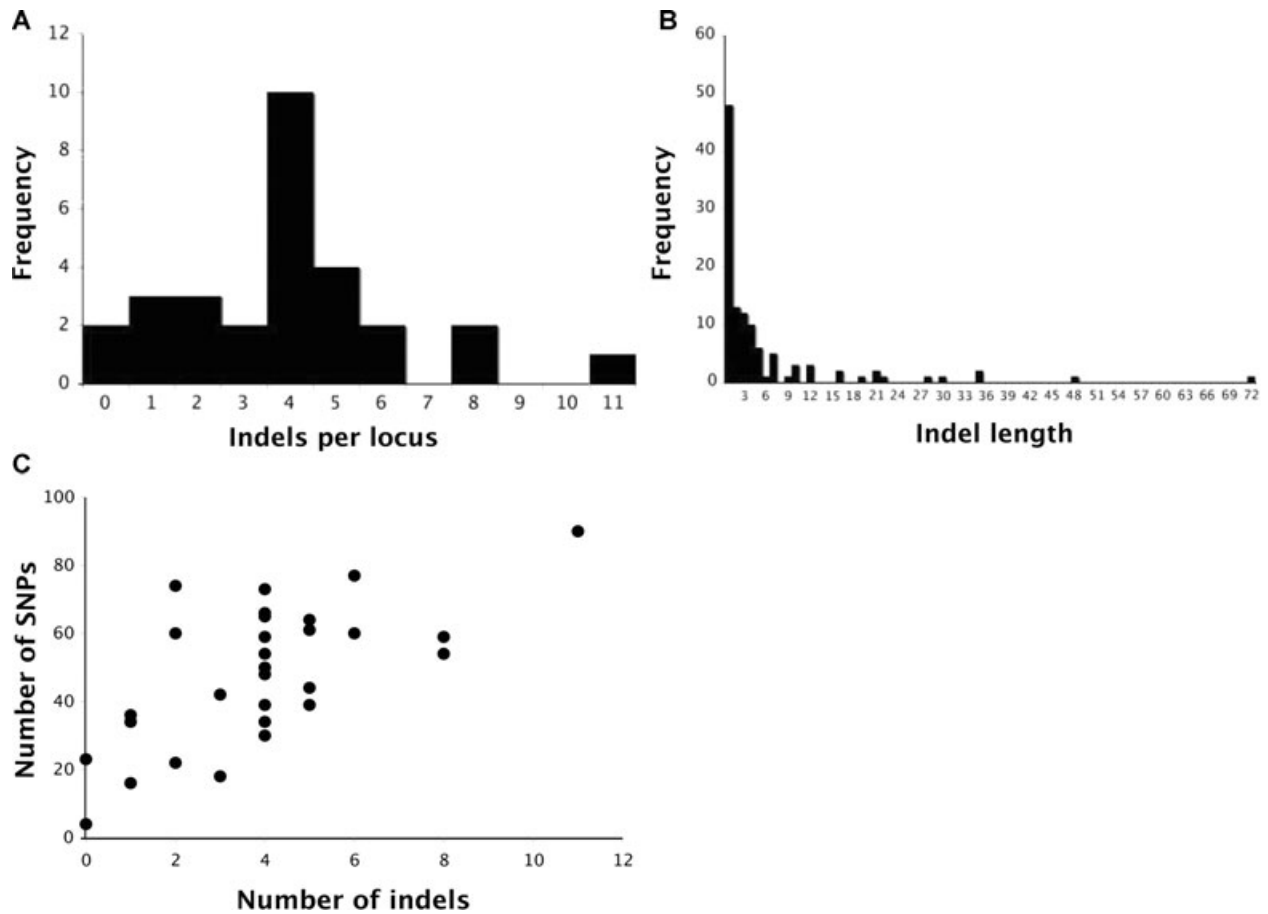 A
12
10
8
6
4
2
0
Frequency
0 1 2 3 4 5 6 7 8 9 10 11
Indels per locus
B
60
50
40
30
20
10
0
Frequency
3 6 9 12 15 18 21 24 27 30 33 36 39 42 45 48 51 54 57 60 63 66 69 72
Indel length
C
100
80
60
40
20
0
Number of SNPs
0 2 4 6 8 10 12
Number of indels